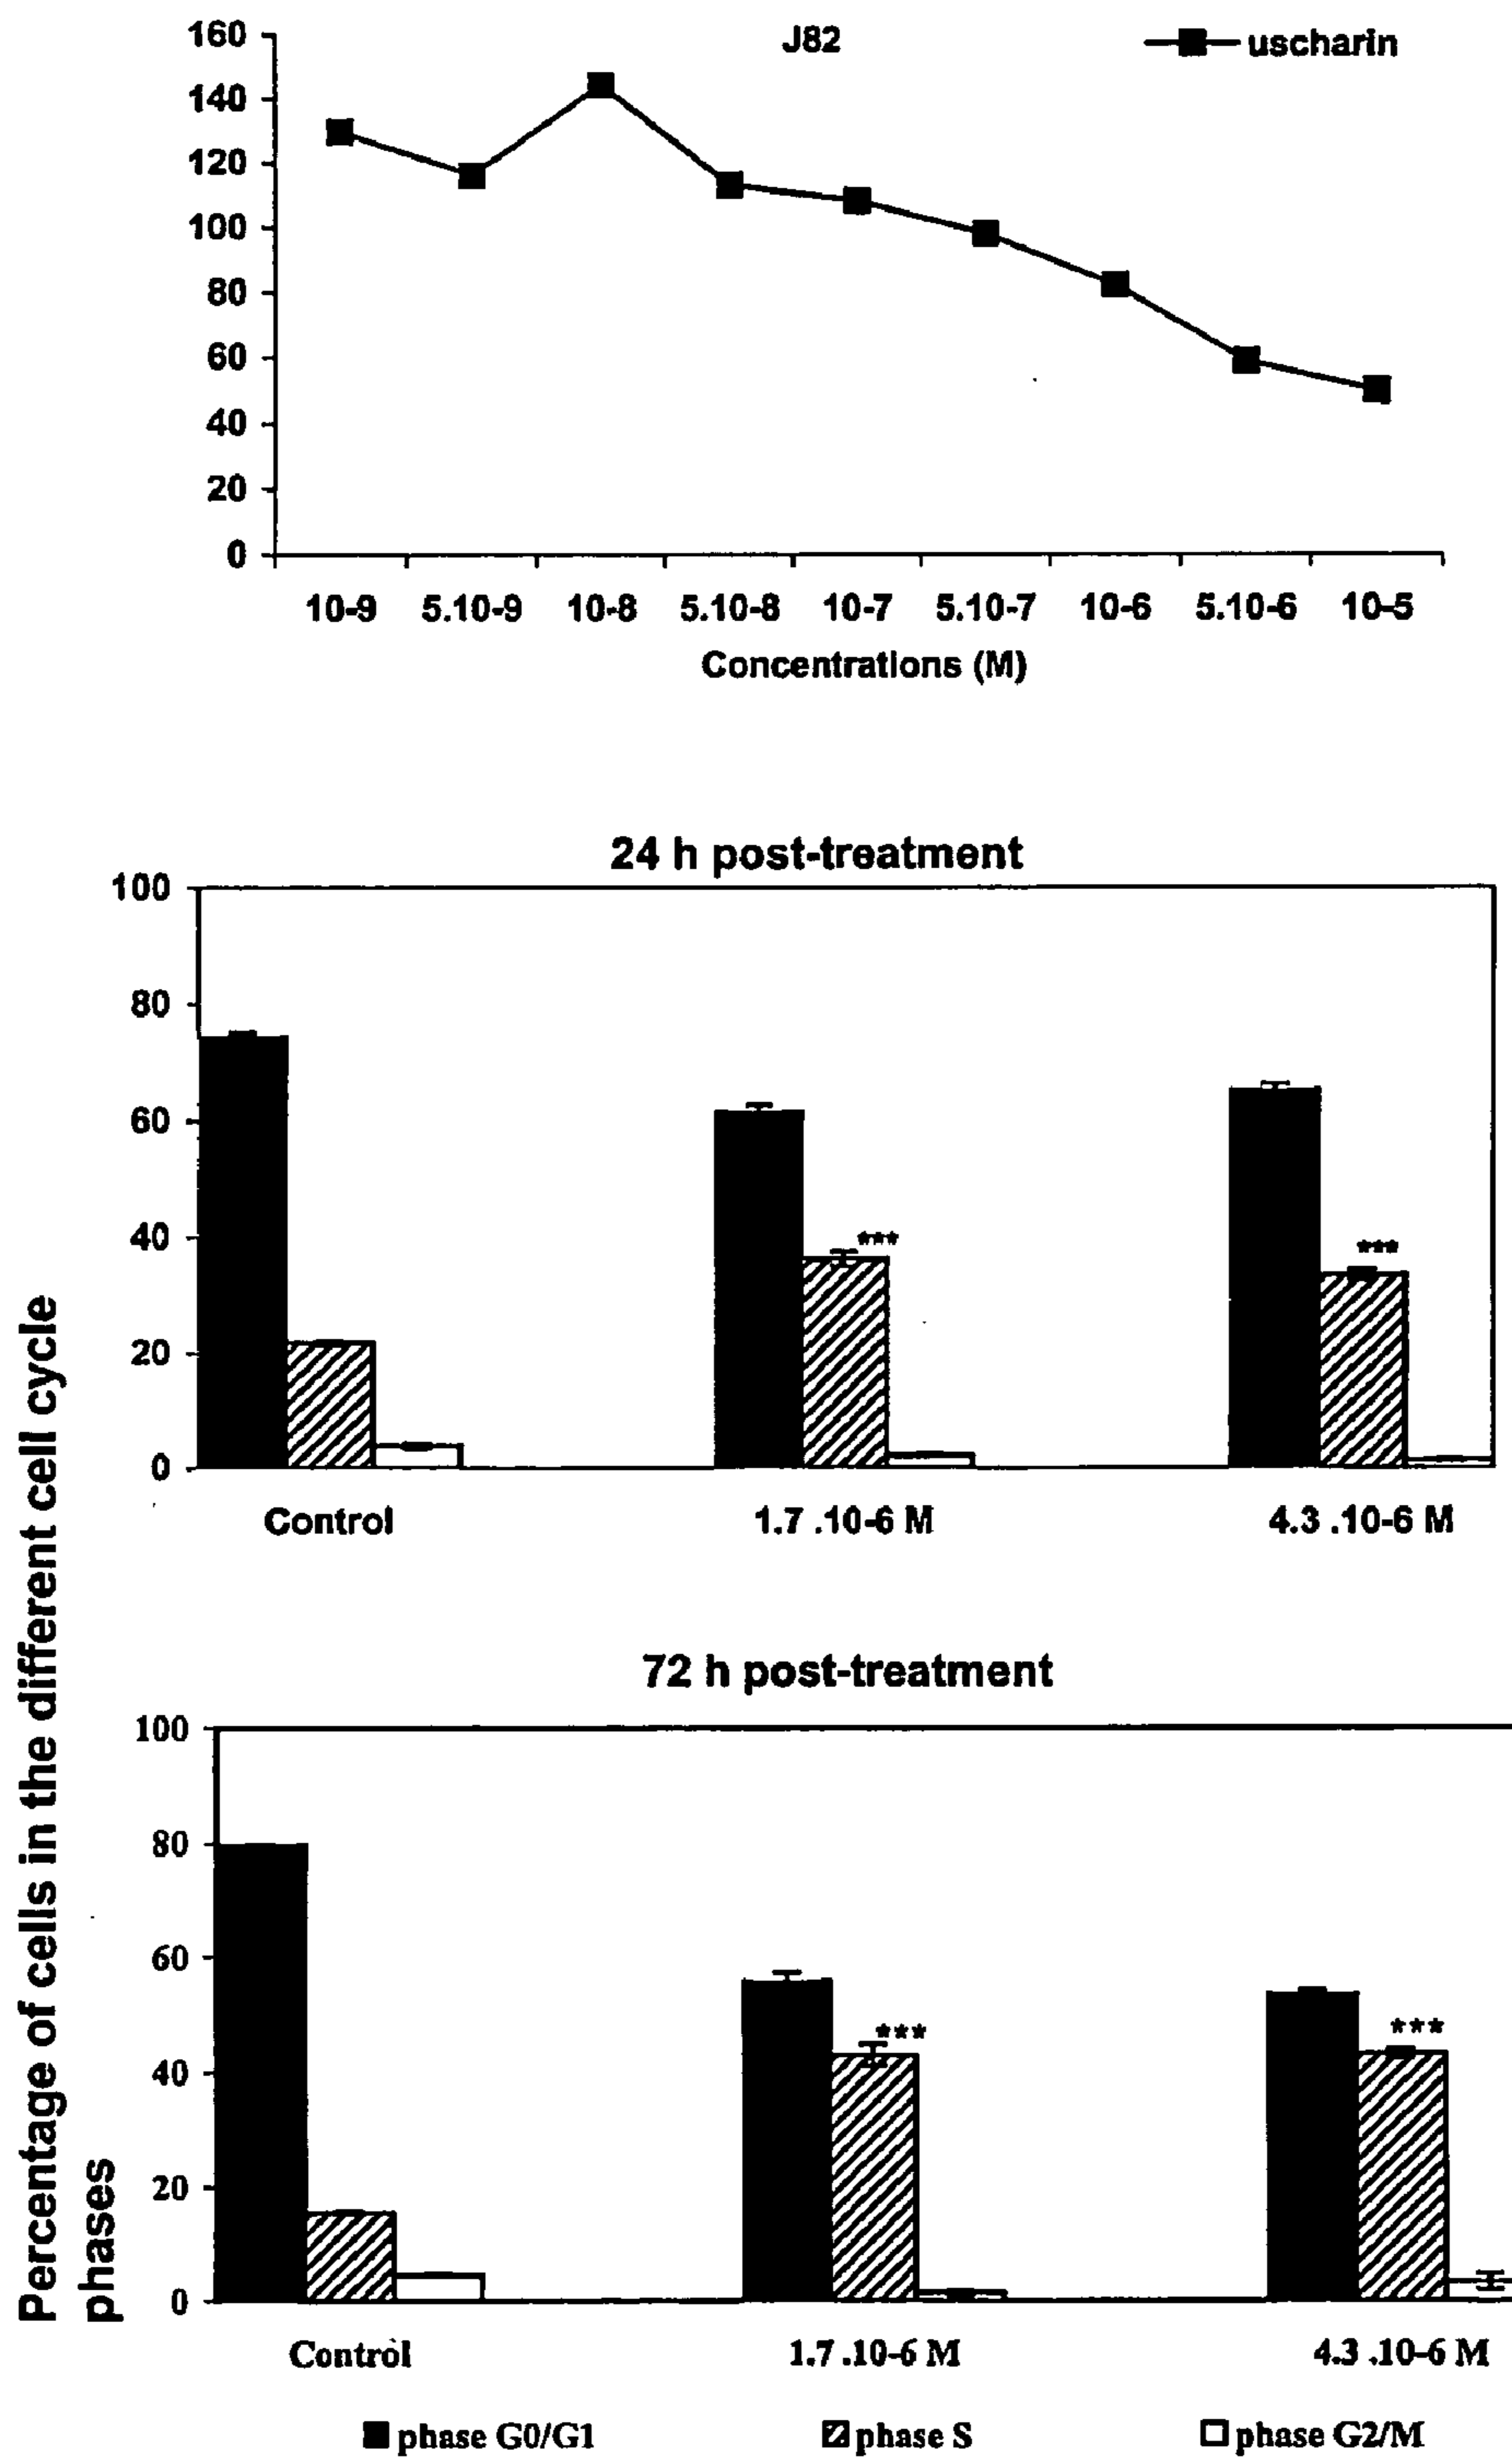 J82
uscharin
160
140
120
100
80
60
40
20
0
10-9 5.10-9 10-8 5.10-8 10-7 5.10-7 10-6 5.10-6 10-5
Concentrations (M)
Percentage of cells in the different cell cycle
phases
24 h post-treatment
100
80
60
40
20
0
***
***
Control 1.7 .10-6 M 4.3 .10-6 M
72 h post-treatment
100
80
60
40
20
0
***
***
Control 1.7 .10-6 M 4.3 .10-6 M
phase G0/G1 phase S phase G2/M